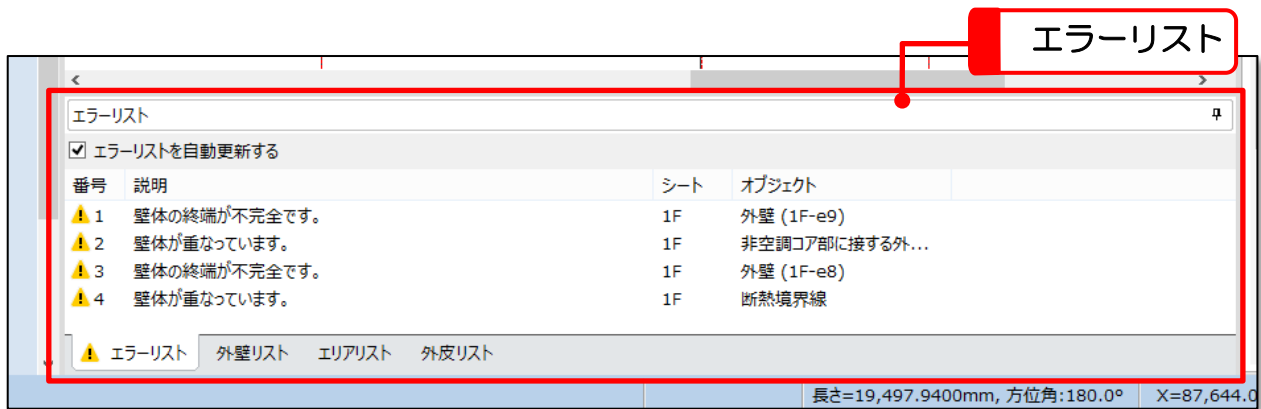 エラーリスト
エラーリスト
エラーリストを自動更新する
番号 説明 シート オブジェクト
1 壁体の終端が不完全です。 1F 外壁 (1F-e9)
2 壁体が重なっています。 1F 非空調コア部に接する外...
3 壁体の終端が不完全です。 1F 外壁 (1F-e8)
4 壁体が重なっています。 1F 断熱境界線
エラーリスト 外壁リスト エリアリスト 外皮リスト
長さ=19,497.9400mm, 方位角:180.0° X=87,644.0